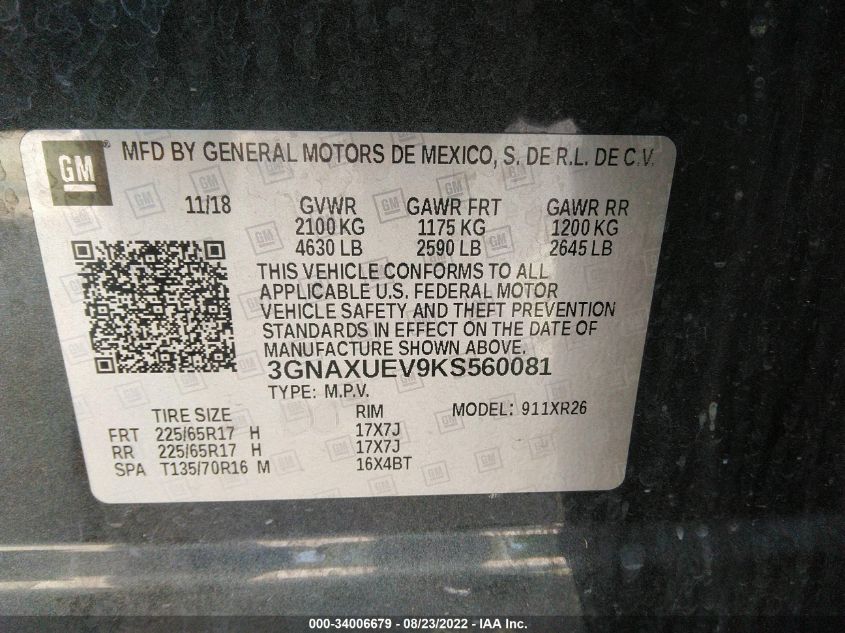 GM ® MFD BY GENERAL MOTORS DE MEXICO, S. DE R.L. DE C.V.
11/18 GVWR GAWR FRT GAWR RR
2100 KG 1175 KG 1200 KG
4630 LB 2590 LB 2645 LB
THIS VEHICLE CONFORMS TO ALL
APPLICABLE U.S. FEDERAL MOTOR
VEHICLE SAFETY AND THEFT PREVENTION
STANDARDS IN EFFECT ON THE DATE OF
MANUFACTURE SHOWN ABOVE.
3GNAXUEV9KS560081
TYPE: M.P.V.
TIRE SIZE RIM MODEL: 911XR26
FRT 225/65R17 H 17X7J
RR 225/65R17 H 17X7J
SPA T135/70R16 M 16X4BT
000-34006679 - 08/23/2022 - IAA Inc.